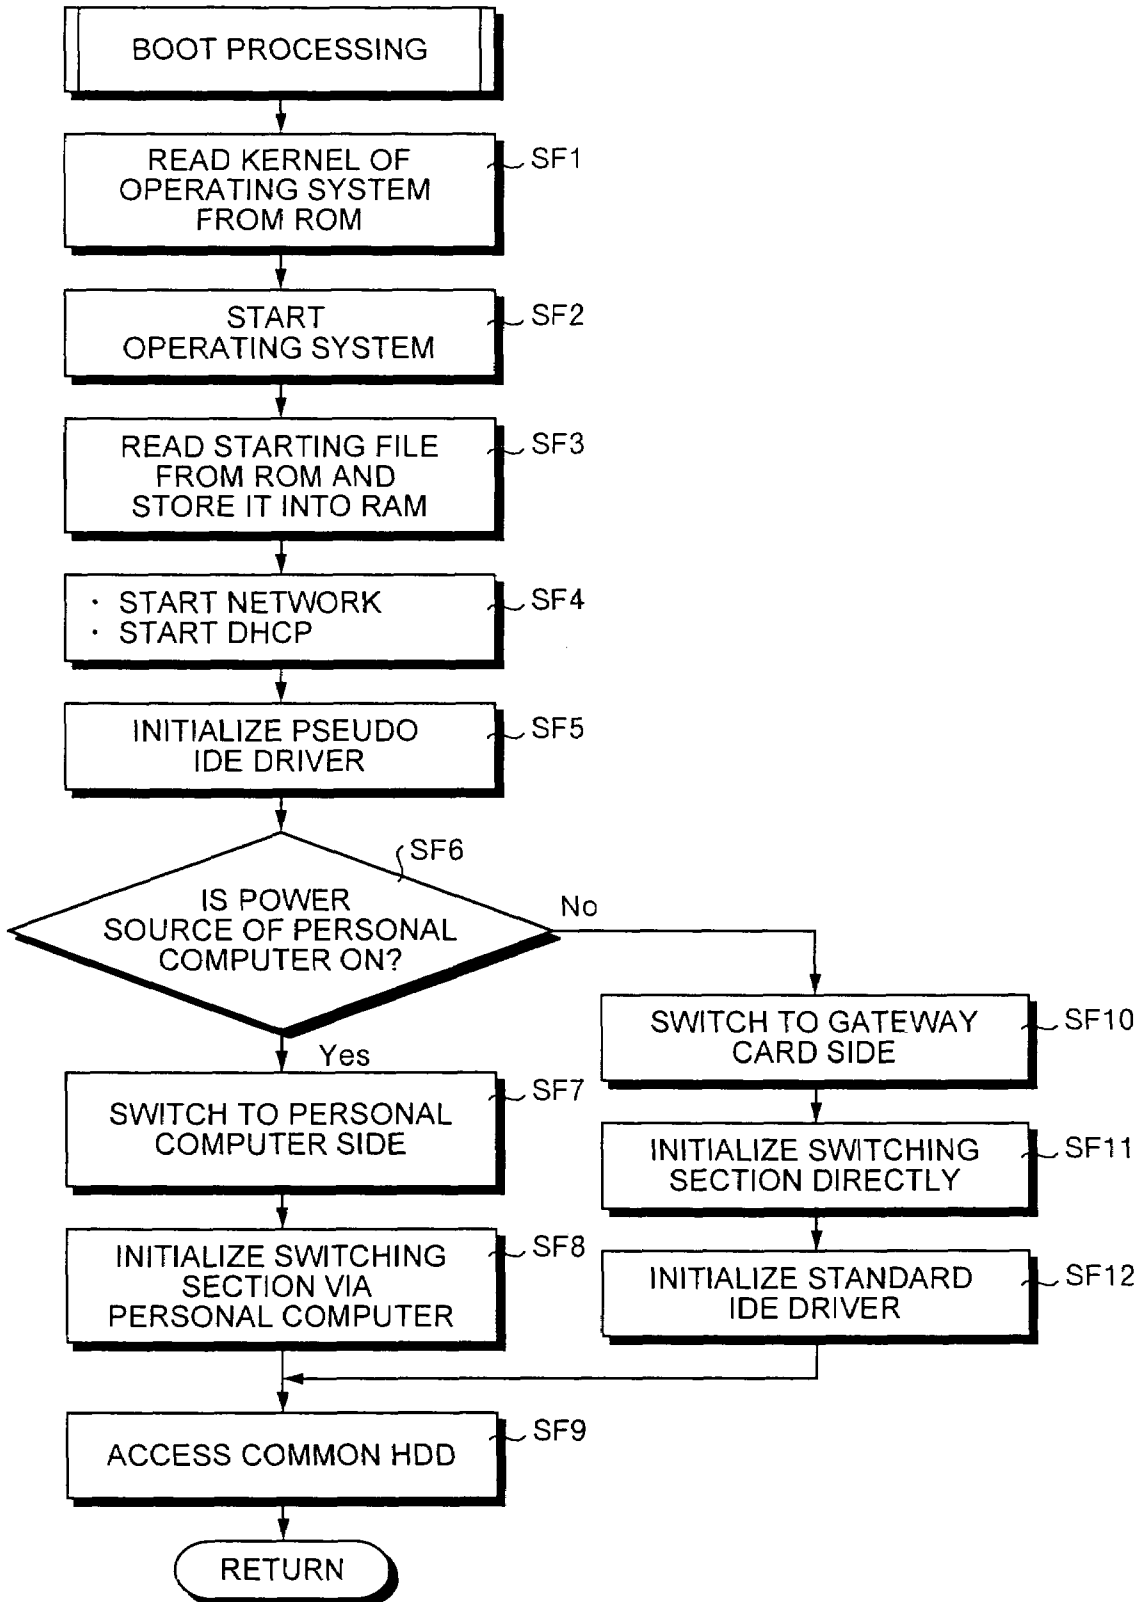 BOOT PROCESSING
READ KERNEL OF
OPERATING SYSTEM
FROM ROM
SF1
START
OPERATING SYSTEM
SF2
READ STARTING FILE
FROM ROM AND
STORE IT INTO RAM
SF3
· START NETWORK
· START DHCP
SF4
INITIALIZE PSEUDO
IDE DRIVER
SF5
SF6
IS POWER
SOURCE OF PERSONAL
COMPUTER ON?
No
Yes
SWITCH TO PERSONAL
COMPUTER SIDE
SF7
INITIALIZE SWITCHING
SECTION VIA
PERSONAL COMPUTER
SF8
SWITCH TO GATEWAY
CARD SIDE
SF10
INITIALIZE SWITCHING
SECTION DIRECTLY
SF11
INITIALIZE STANDARD
IDE DRIVER
SF12
ACCESS COMMON HDD
SF9
RETURN